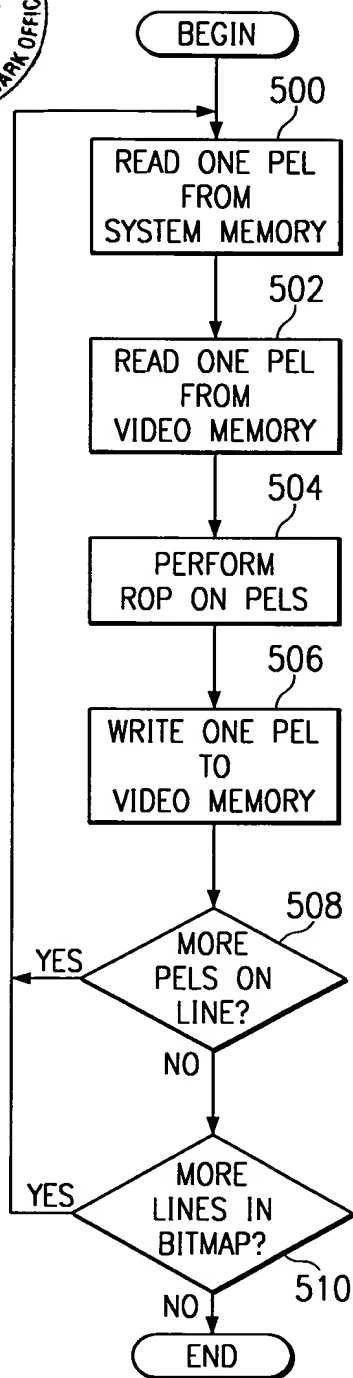 ARK OFFIC
BEGIN
500
READ ONE PEL
FROM
SYSTEM MEMORY
502
READ ONE PEL
FROM
VIDEO MEMORY
504
PERFORM
ROP ON PELS
506
WRITE ONE PEL
TO
VIDEO MEMORY
508
MORE
PELS ON
LINE?
YES
NO
MORE
LINES IN
BITMAP?
YES
510
NO
END